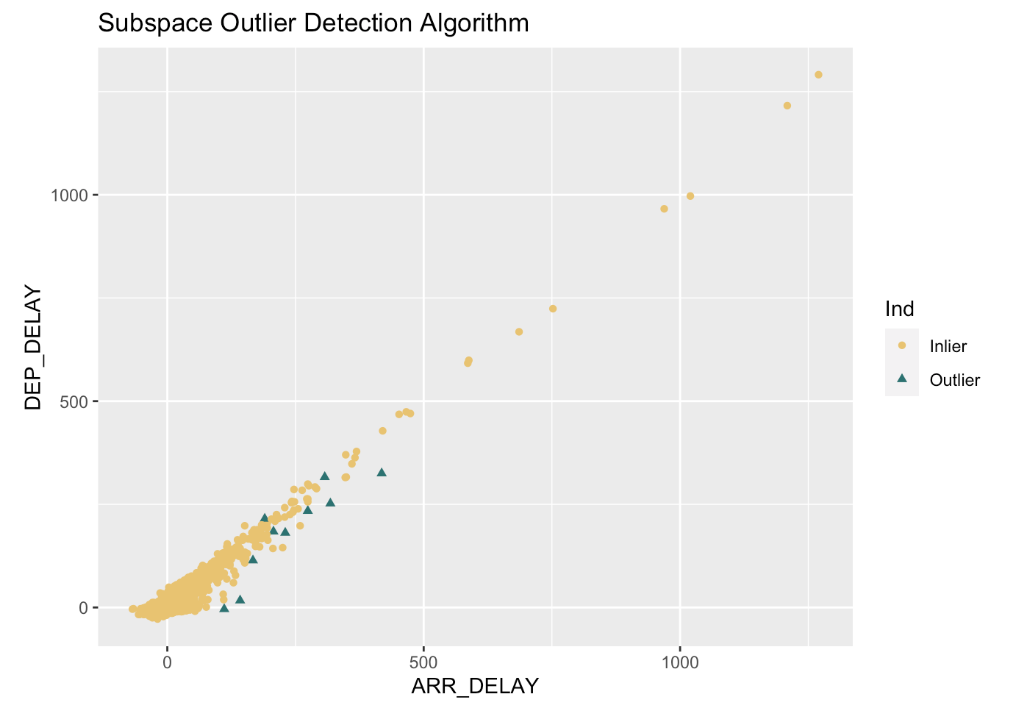 Subspace Outlier Detection Algorithm
DEP_DELAY
1000
500
0
0 500 1000
ARR_DELAY
Ind
Inlier
Outlier